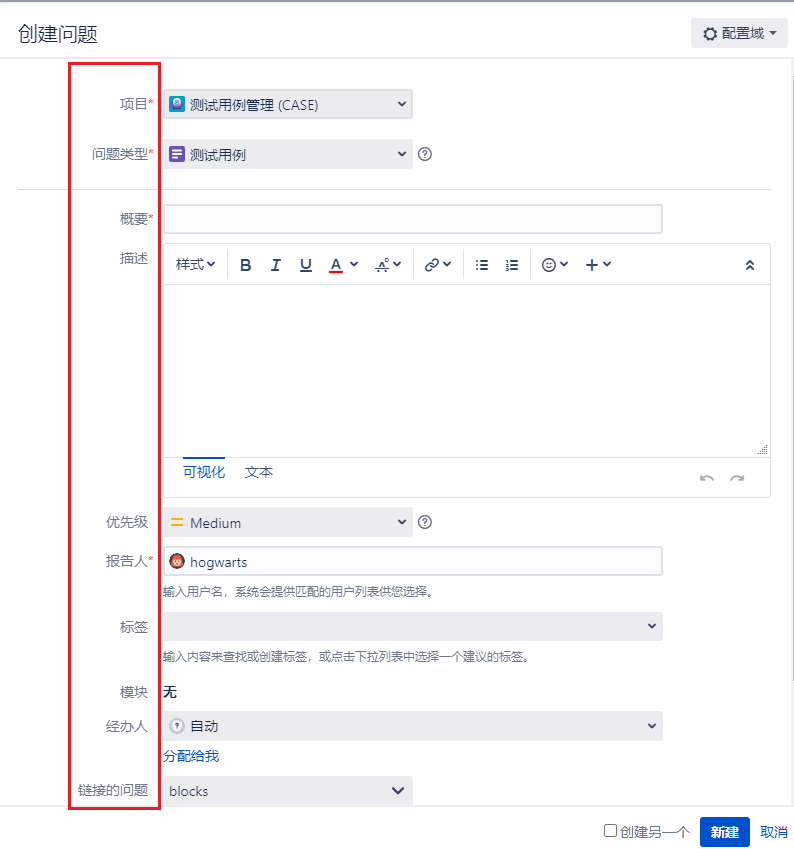 创建问题
配置域
项目* 测试用例管理 (CASE)
问题类型* 测试用例
概要*
描述
样式 B I U A
可视化 文本
优先级 Medium
报告人* hogwarts
输入用户名，系统会提供匹配的用户列表供您选择。
标签
输入内容来查找或创建标签，或点击下拉列表中选择一个建议的标签。
模块 无
经办人 自动
分配给我
链接的问题 blocks
创建另一个 新建 取消